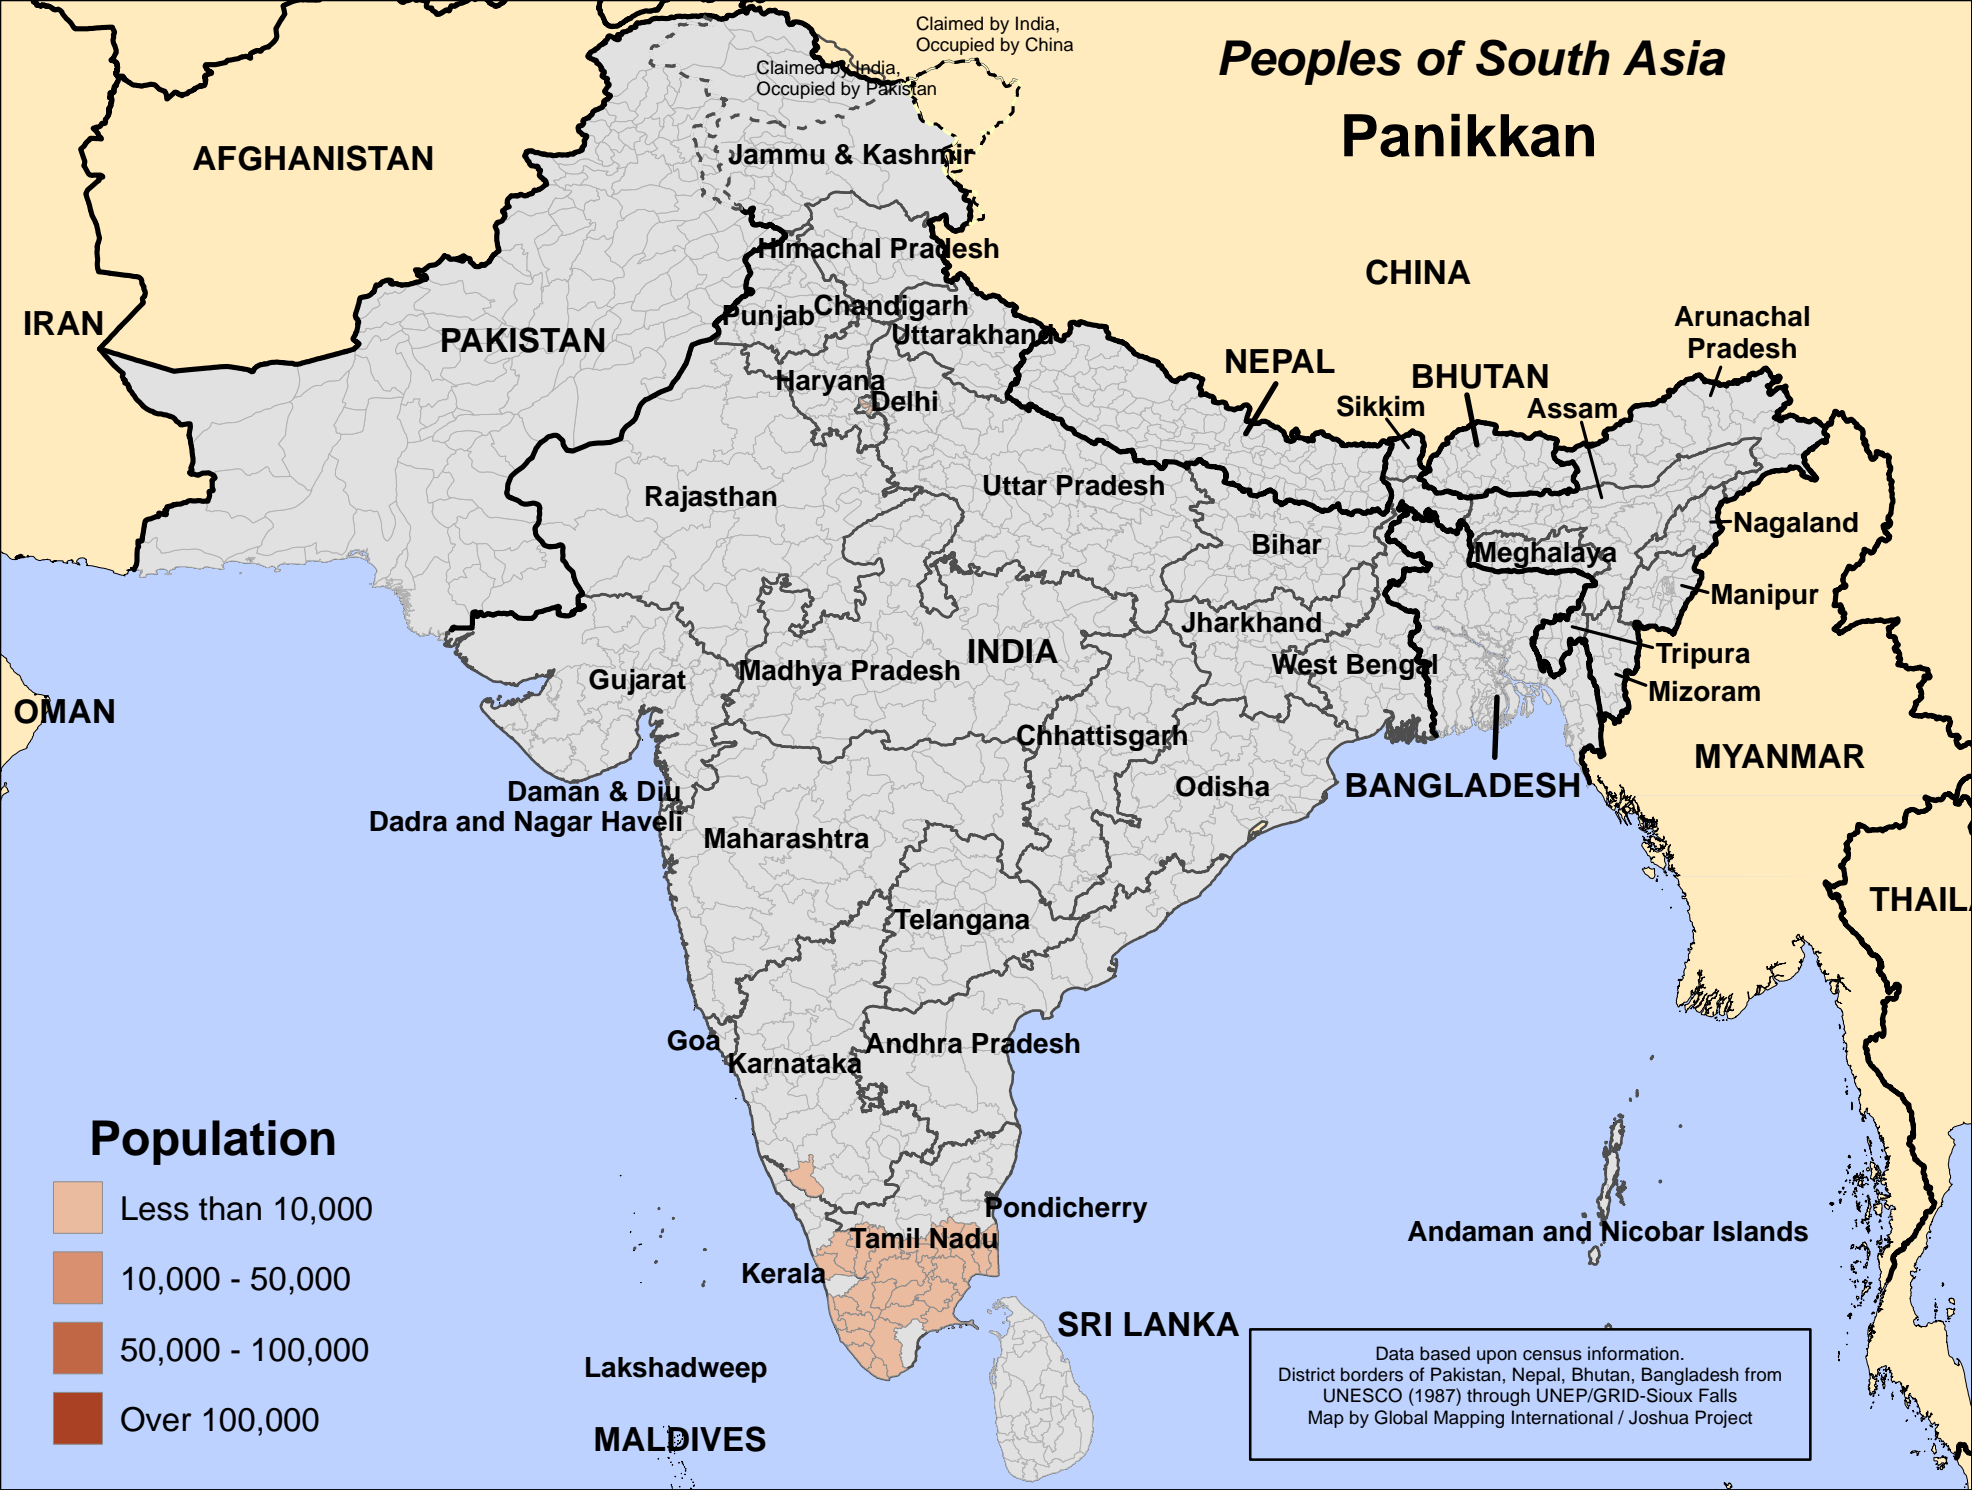 Claimed by India,
Occupied by China
Peoples of South Asia
Panikkan
Claimed by India,
Occupied by Pakistan
AFGHANISTAN
Jammu & Kashmir
Himachal Pradesh
CHINA
IRAN
PAKISTAN
Punjab
Chandigarh
Uttarakhand
Arunachal
Pradesh
NEPAL
BHUTAN
Haryana
Delhi
Sikkim
Assam
Rajasthan
Uttar Pradesh
Nagaland
Bihar
Meghalaya
Manipur
Jharkhand
INDIA
Tripura
West Bengal
Madhya Pradesh
Gujarat
Mizoram
OMAN
Chhattisgarh
MYANMAR
Odisha
BANGLADESH
Daman & Diu
Dadra and Nagar Haveli
Maharashtra
THAILA
Telangana
Goa
Andhra Pradesh
Karnataka
Population
Less than 10,000
10,000 - 50,000
50,000 - 100,000
Over 100,000
Pondicherry
Tamil Nadu
Andaman and Nicobar Islands
Kerala
SRI LANKA
Lakshadweep
MALDIVES
Data based upon census information.
District borders of Pakistan, Nepal, Bhutan, Bangladesh from
UNESCO (1987) through UNEP/GRID-Sioux Falls
Map by Global Mapping International / Joshua Project